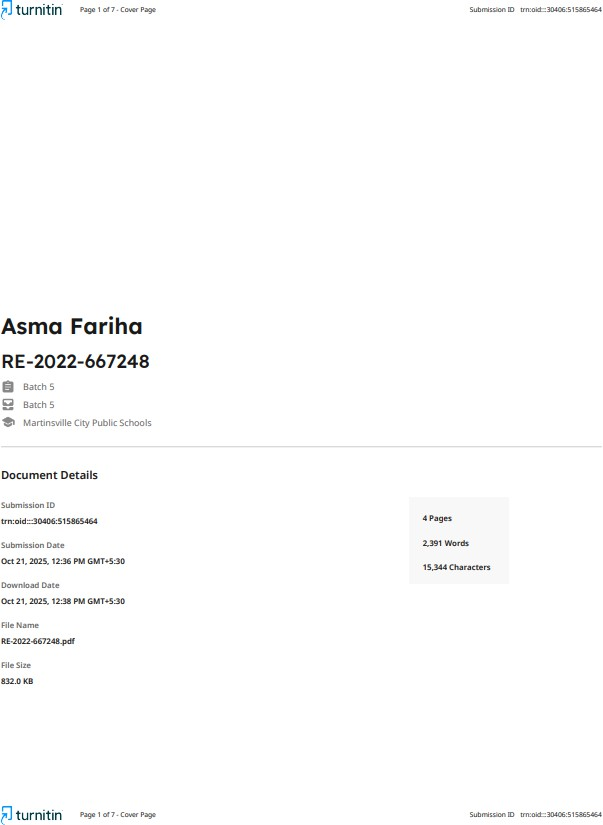 turnitin Page 1 of 7 - Cover Page Submission ID trn:oid:::30406:515865464
Asma Fariha
RE-2022-667248
Batch 5
Batch 5
Martinsville City Public Schools
Document Details
Submission ID
trn:oid:::30406:515865464
Submission Date
Oct 21, 2025, 12:36 PM GMT+5:30
Download Date
Oct 21, 2025, 12:38 PM GMT+5:30
File Name
RE-2022-667248.pdf
File Size
832.0 KB
4 Pages
2,391 Words
15,344 Characters
turnitin Page 1 of 7 - Cover Page Submission ID trn:oid:::30406:515865464